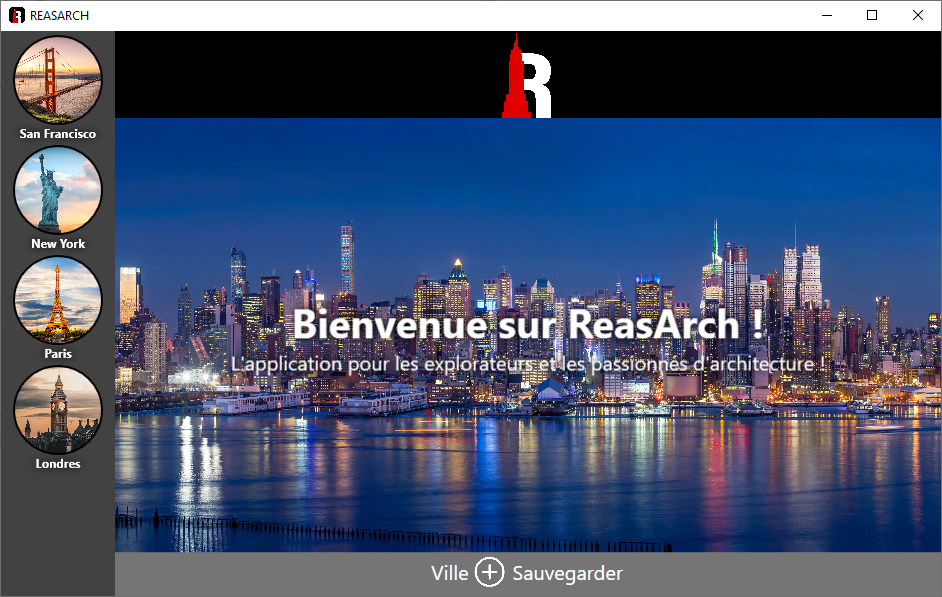 REASARCH
San Francisco
New York
Paris
Londres
R
Bienvenue sur ReasArch !
L'application pour les explorateurs et les passionnés d'architecture !
Ville
Sauvegarder